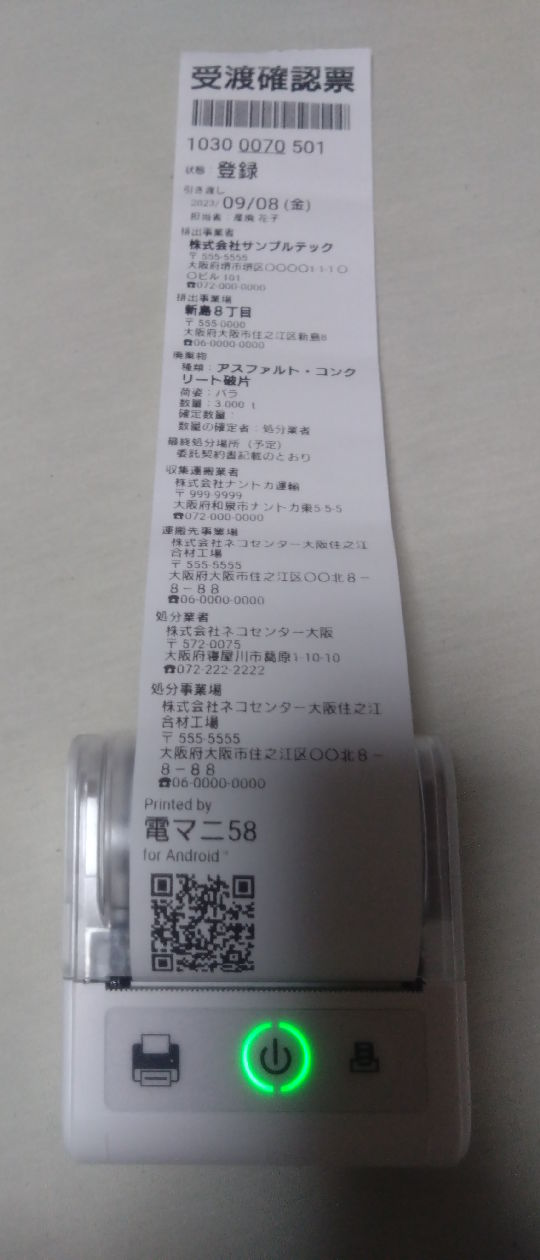 受渡確認票
1030 0070 501
状態：登録
引き渡し
2023/ 09/08 (金)
担当者：産廃 花子
排出事業者
株式会社サンプルテック
〒555-5555
大阪府堺市堺区〇〇〇〇1-1-1〇
〇ビル 101
☎072-000-0000
排出事業場
新島８丁目
〒555-0000
大阪府大阪市住之江区新島8
☎06-0000-0000
廃棄物
種類：アスファルト・コンク
リート破片
荷姿：バラ
数量：3.000 t
確定数量：
数量の確定者：処分業者
最終処分場所（予定）
委託契約書記載のとおり
収集運搬業者
株式会社ナントカ運輸
〒999-9999
大阪府和泉市ナントカ東5-5-5
☎072-000-0000
運搬先事業場
株式会社ネコセンター大阪住之江
合材工場
〒555-5555
大阪府大阪市住之江区〇〇北８－
８－８８
☎06-0000-0000
処分業者
株式会社ネコセンター大阪
〒572-0075
大阪府寝屋川市葛原1-10-10
☎072-222-2222
処分事業場
株式会社ネコセンター大阪住之江
合材工場
〒555-5555
大阪府大阪市住之江区〇〇北８－
８－８８
☎06-0000-0000
Printed by
電マニ58
for Android